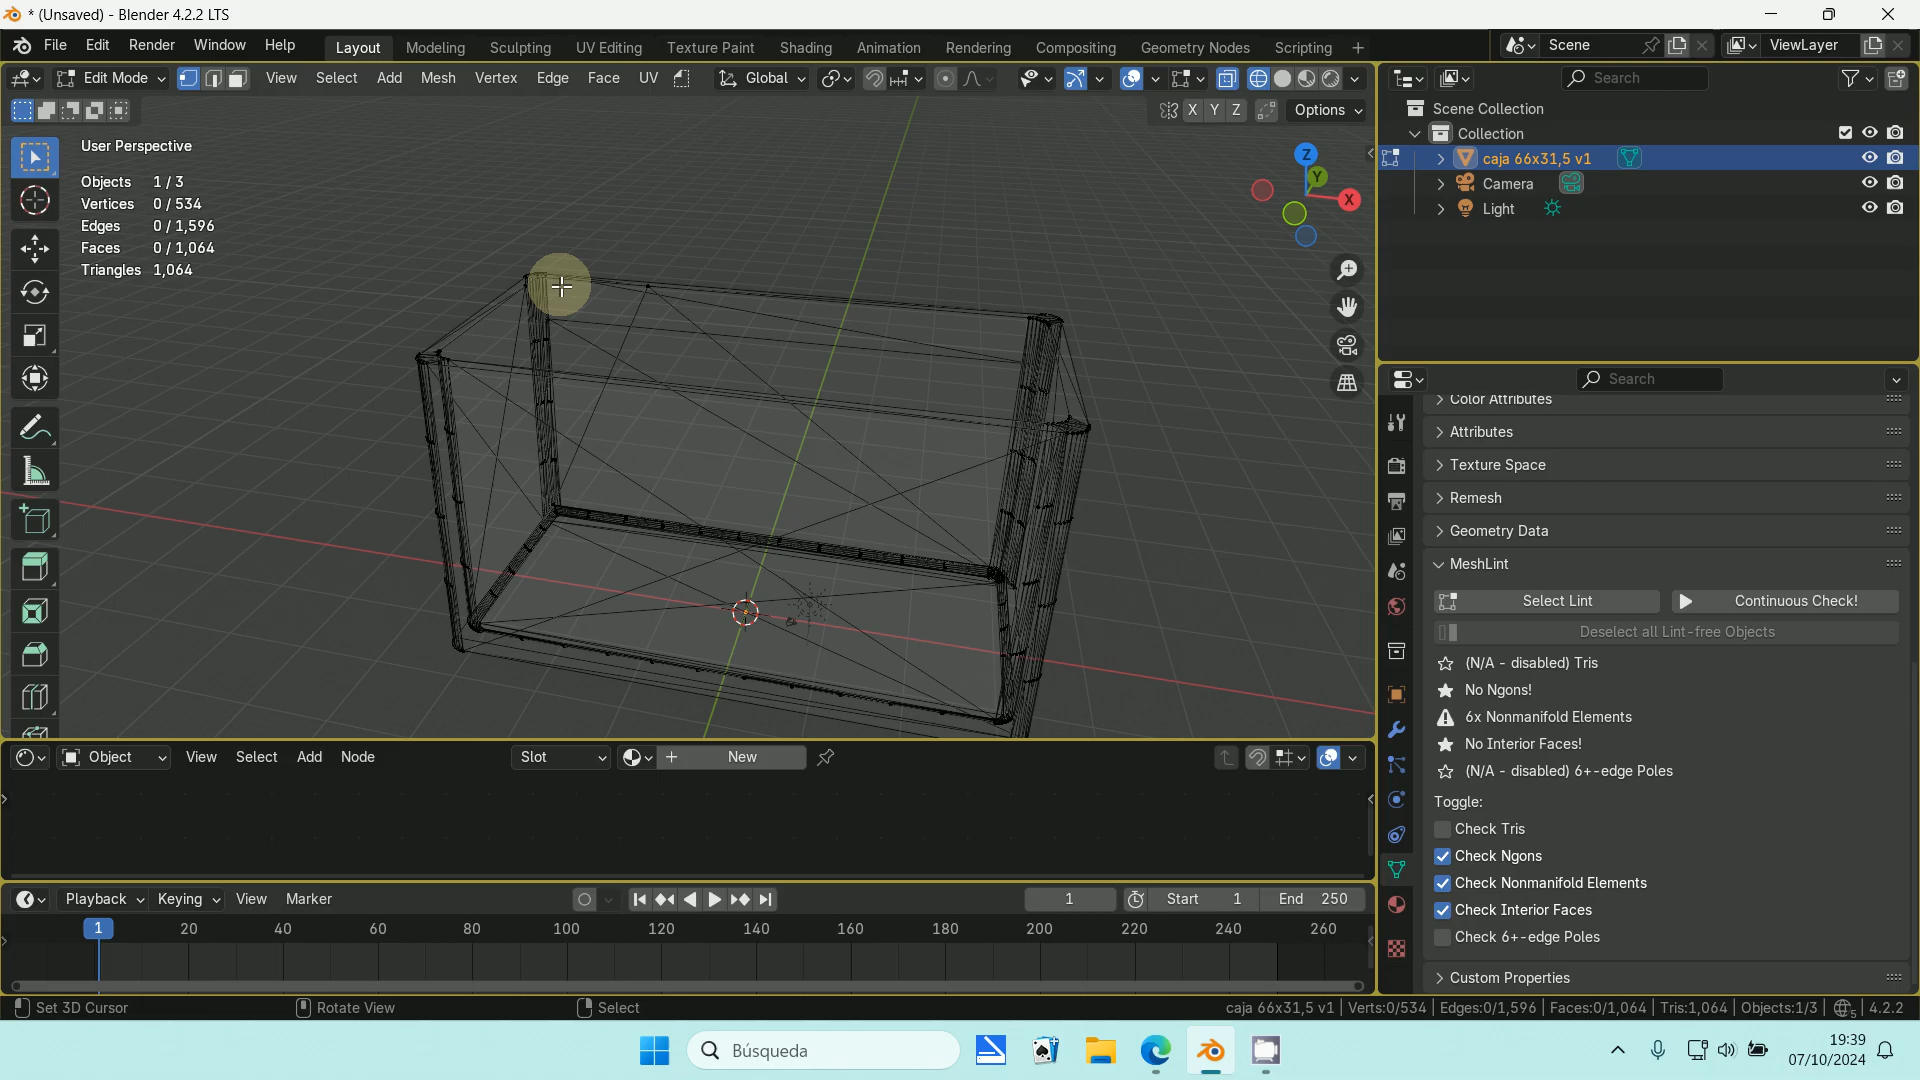 * (Unsaved) - Blender 4.2.2 LTS
File Edit Render Window Help Layout Modeling Sculpting UV Editing Texture Paint Shading Animation Rendering Compositing Geometry Nodes Scripting + Scene ViewLayer
Edit Mode View Select Add Mesh Vertex Edge Face UV Global Search
X Y Z Options
User Perspective
Objects 1 / 3
Vertices 0 / 534
Edges 0 / 1,596
Faces 0 / 1,064
Triangles 1,064
Z
Y
X
Scene Collection
Collection
caja 66x31,5 v1
Camera
Light
Search
Color Attributes
Attributes
Texture Space
Remesh
Geometry Data
MeshLint
Select Lint Continuous Check!
Deselect all Lint-free Objects
(N/A - disabled) Tris
No Ngons!
6x Nonmanifold Elements
No Interior Faces!
(N/A - disabled) 6+-edge Poles
Toggle:
Check Tris
Check Ngons
Check Nonmanifold Elements
Check Interior Faces
Check 6+-edge Poles
Custom Properties
Object View Select Add Node Slot + New
Playback Keying View Marker 1 Start 1 End 250
1 20 40 60 80 100 120 140 160 180 200 220 240 260
Set 3D Cursor Rotate View Select caja 66x31,5 v1 | Verts:0/534 | Edges:0/1,596 | Faces:0/1,064 | Tris:1,064 | Objects:1/3 | 5 | 4.2.2
Búsqueda
19:39
07/10/2024